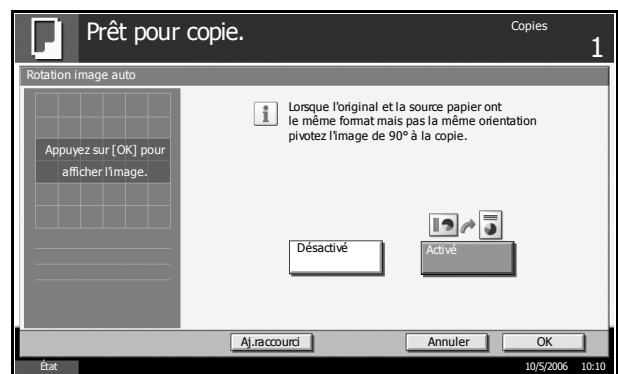 Prêt pour copie.
Copies
1
Rotation image auto
Appuyez sur [OK] pour
afficher l'image.
Lorsque l'original et la source papier ont
le même format mais pas la même orientation
pivotez l'image de 90° à la copie.
Désactivé
Activé
Aj.raccourci
Annuler
OK
État
10/5/2006 10:10